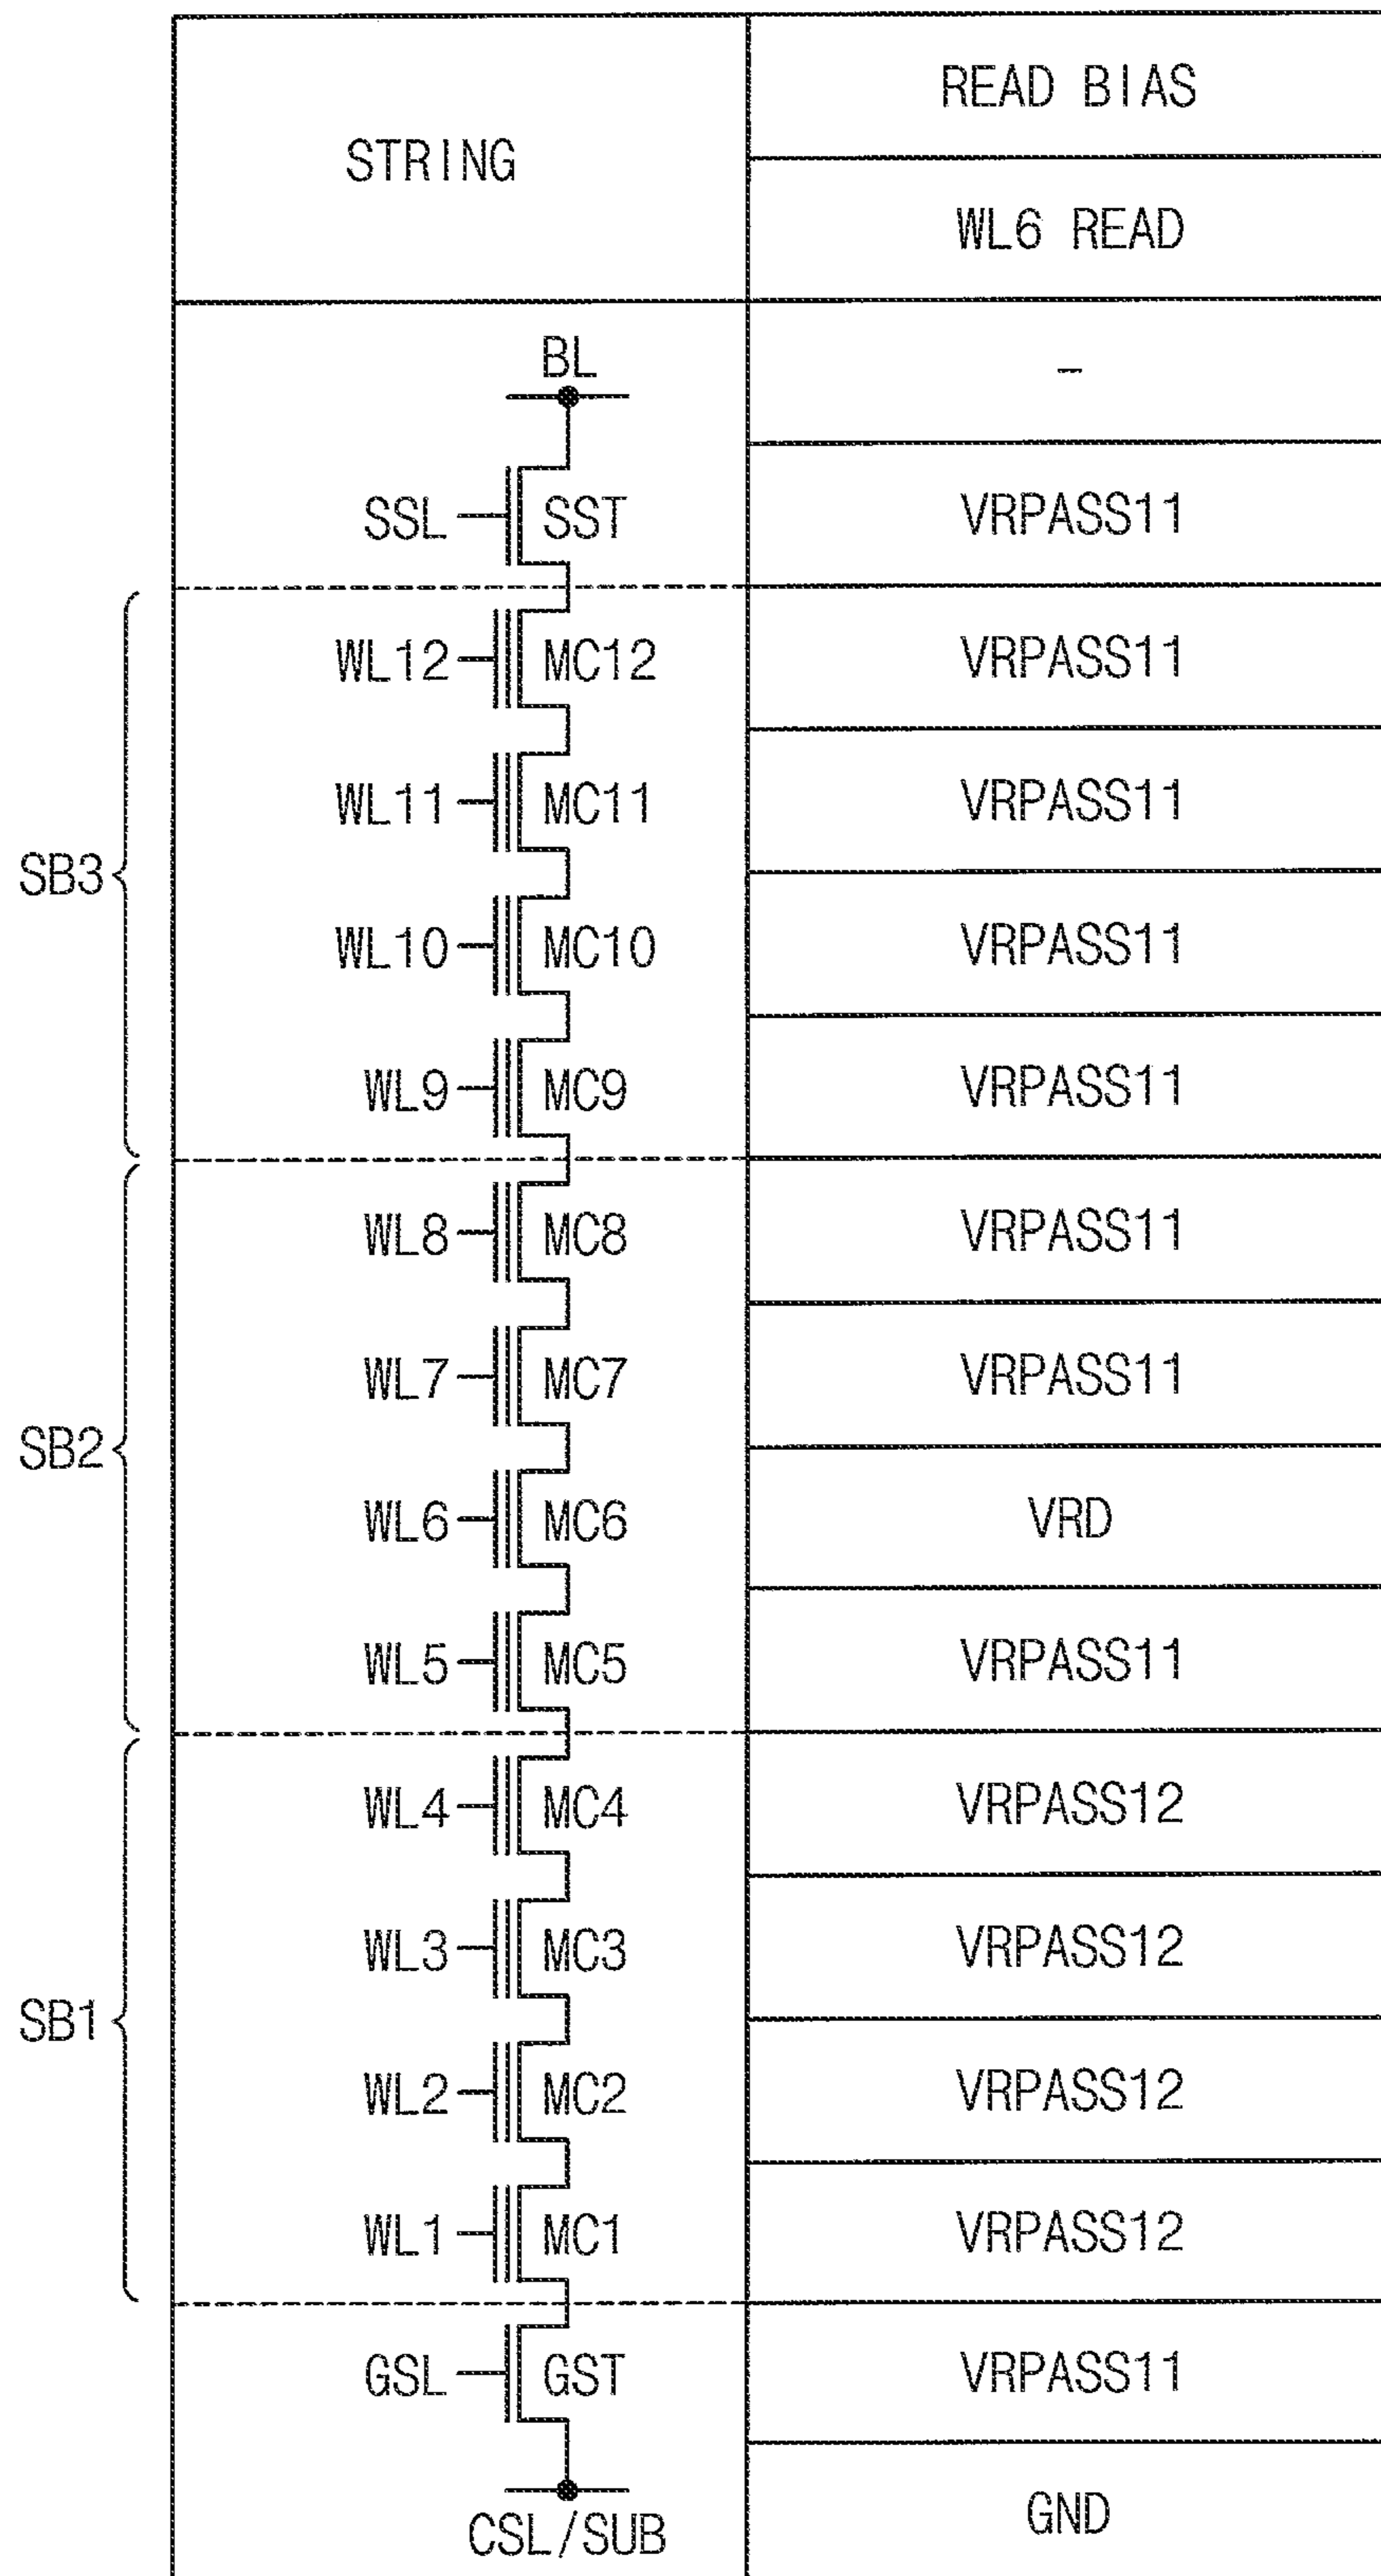 STRING
READ BIAS
WL6 READ
BL
-
SSL SST VRPASS11
WL12 MC12 VRPASS11
WL11 MC11 VRPASS11
SB3
WL10 MC10 VRPASS11
WL9 MC9 VRPASS11
WL8 MC8 VRPASS11
WL7 MC7 VRPASS11
SB2
WL6 MC6 VRD
WL5 MC5 VRPASS11
WL4 MC4 VRPASS12
WL3 MC3 VRPASS12
SB1
WL2 MC2 VRPASS12
WL1 MC1 VRPASS12
GSL GST VRPASS11
CSL/SUB GND